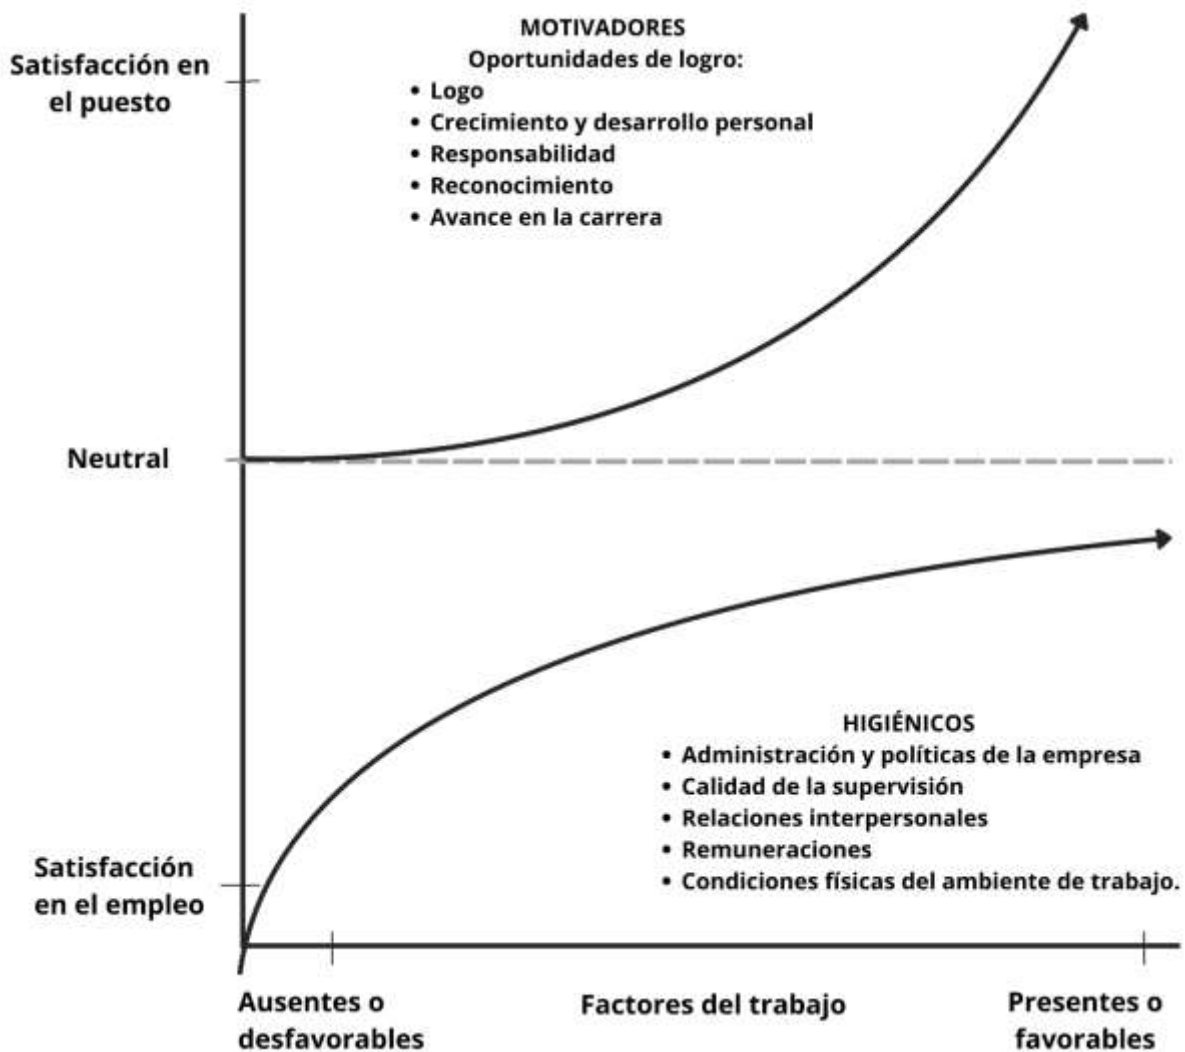 MOTIVADORES
Oportunidades de logro:
• Logo
• Crecimiento y desarrollo personal
• Responsabilidad
• Reconocimiento
• Avance en la carrera
Satisfacción en
el puesto
Neutral
HIGIÉNICOS
• Administración y políticas de la empresa
• Calidad de la supervisión
• Relaciones interpersonales
• Remuneraciones
• Condiciones físicas del ambiente de trabajo.
Satisfacción
en el empleo
Ausentes o
desfavorables
Factores del trabajo
Presentes o
favorables